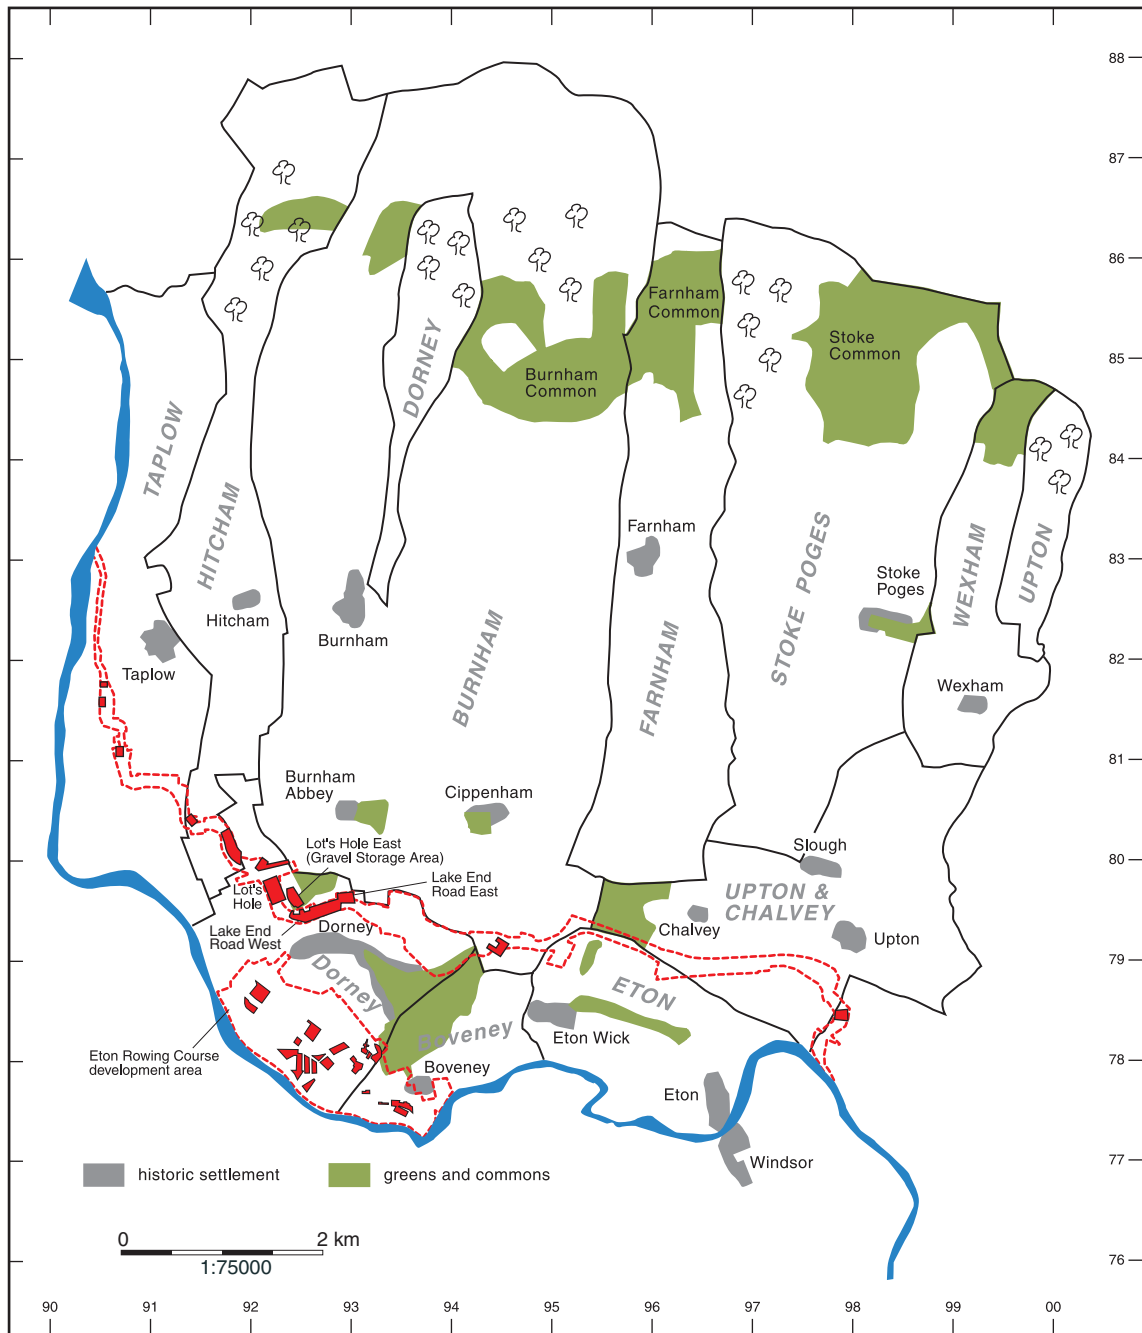 88
87
86
85
84
83
82
81
80
79
78
77
76
Farnham
Common
Stoke
Common
Burnham
Common
DORNEY
TAPLOW
HITCHAM
BURNHAM
FARNHAM
STOKE POGES
WEXHAM
UPTON
Farnham
Stoke
Poges
Hitcham
Burnham
Taplow
Wexham
Burnham
Abbey
Cippenham
Lot's Hole East
(Gravel Storage Area)
Slough
Lake End
Road East
Lot's
Hole
UPTON &
CHALVEY
Lake End
Road West
Dorney
Chalvey
Upton
Dorney
ETON
Boveney
Eton Wick
Eton Rowing Course
development area
Boveney
Eton
Windsor
historic settlement
greens and commons
0
2 km
1:75000
90
91
92
93
94
95
96
97
98
99
00